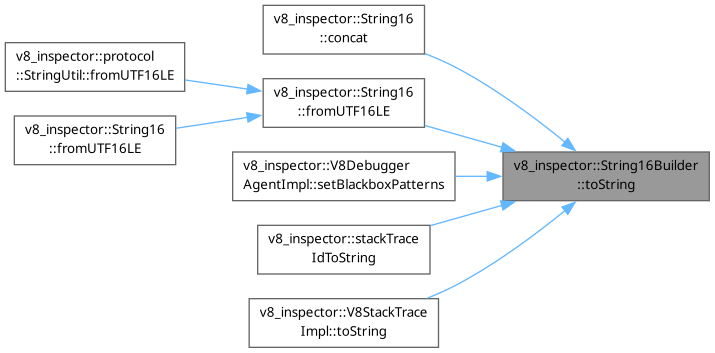 v8_inspector::String16
::concat
v8_inspector::protocol
::StringUtil::fromUTF16LE
v8_inspector::String16
::fromUTF16LE
v8_inspector::String16
::fromUTF16LE
v8_inspector::V8Debugger
AgentImpl::setBlackboxPatterns
v8_inspector::String16Builder
::toString
v8_inspector::stackTrace
IdToString
v8_inspector::V8StackTrace
Impl::toString